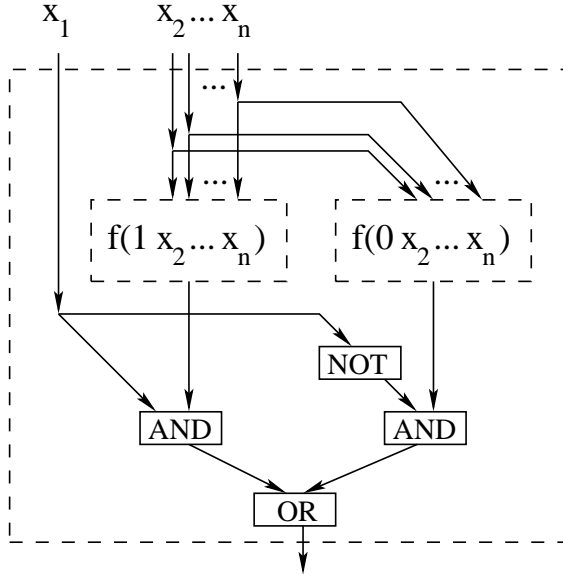 x₁ x₂... xₙ
...
... ...
f(1 x₂... xₙ) f(0 x₂... xₙ)
NOT
AND AND
OR